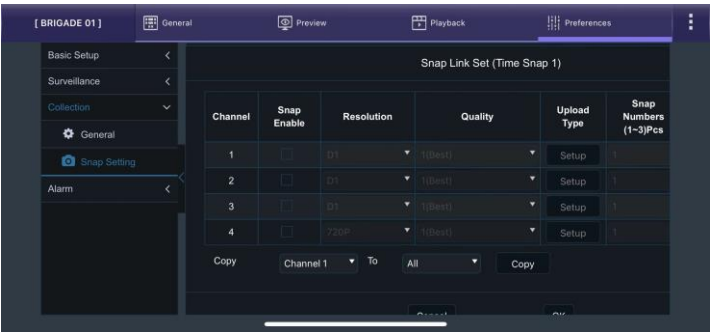 [ BRIGADE 01 ] General Preview Playback Preferences
Basic Setup
Surveillance
Collection
General
Snap Setting
Alarm
Snap Link Set (Time Snap 1)
Channel Snap Enable Resolution Quality Upload Type Snap Numbers (1~3)Pcs
1 D1 1(Best) Setup 1
2 D1 1(Best) Setup 1
3 D1 1(Best) Setup 1
4 720P 1(Best) Setup 1
Copy Channel 1 To All Copy
Cancel OK